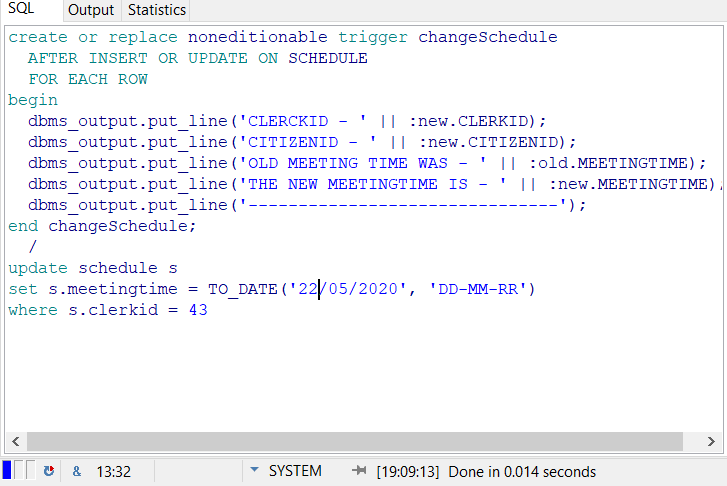 SQL Output Statistics
create or replace noneditionable trigger changeSchedule
  AFTER INSERT OR UPDATE ON SCHEDULE
  FOR EACH ROW
begin
  dbms_output.put_line('CLERCKID - ' || :new.CLERKID);
  dbms_output.put_line('CITIZENID - ' || :new.CITIZENID);
  dbms_output.put_line('OLD MEETING TIME WAS - ' || :old.MEETINGTIME);
  dbms_output.put_line('THE NEW MEETINGTIME IS - ' || :new.MEETINGTIME),
  dbms_output.put_line('-------------------------------');
end changeSchedule;
  /
update schedule s
set s.meetingtime = TO_DATE('22/05/2020', 'DD-MM-RR')
where s.clerkid = 43
& 13:32 SYSTEM [19:09:13] Done in 0.014 seconds